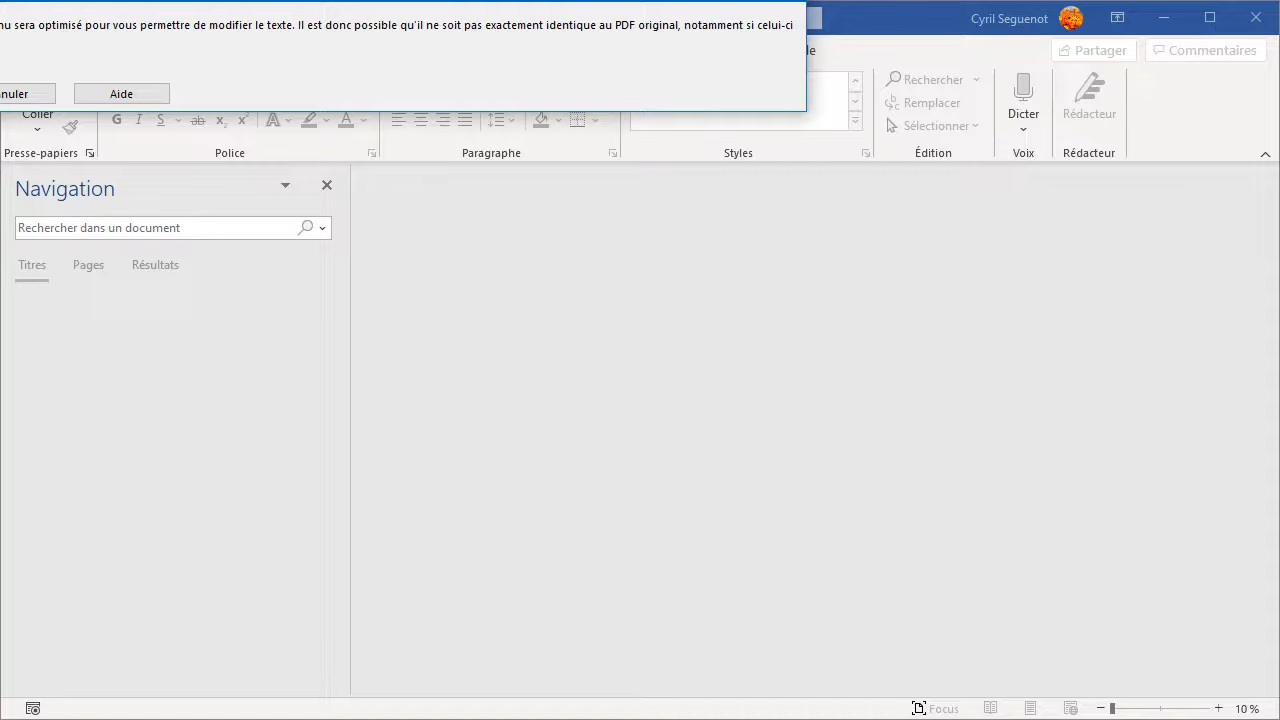 nu sera optimisé pour vous permettre de modifier le texte. Il est donc possible qu'il ne soit pas exactement identique au PDF original, notamment si celui-ci
Cyril Seguenot
nuler
Aide
Partager
Commentaires
Coller
G I S ab x₂ x² A A
Rechercher
Remplacer
Sélectionner
Dicter
Rédacteur
Presse-papiers
Police
Paragraphe
Styles
Édition
Voix
Rédacteur
Navigation
Rechercher dans un document
Titres
Pages
Résultats
Focus
10 %